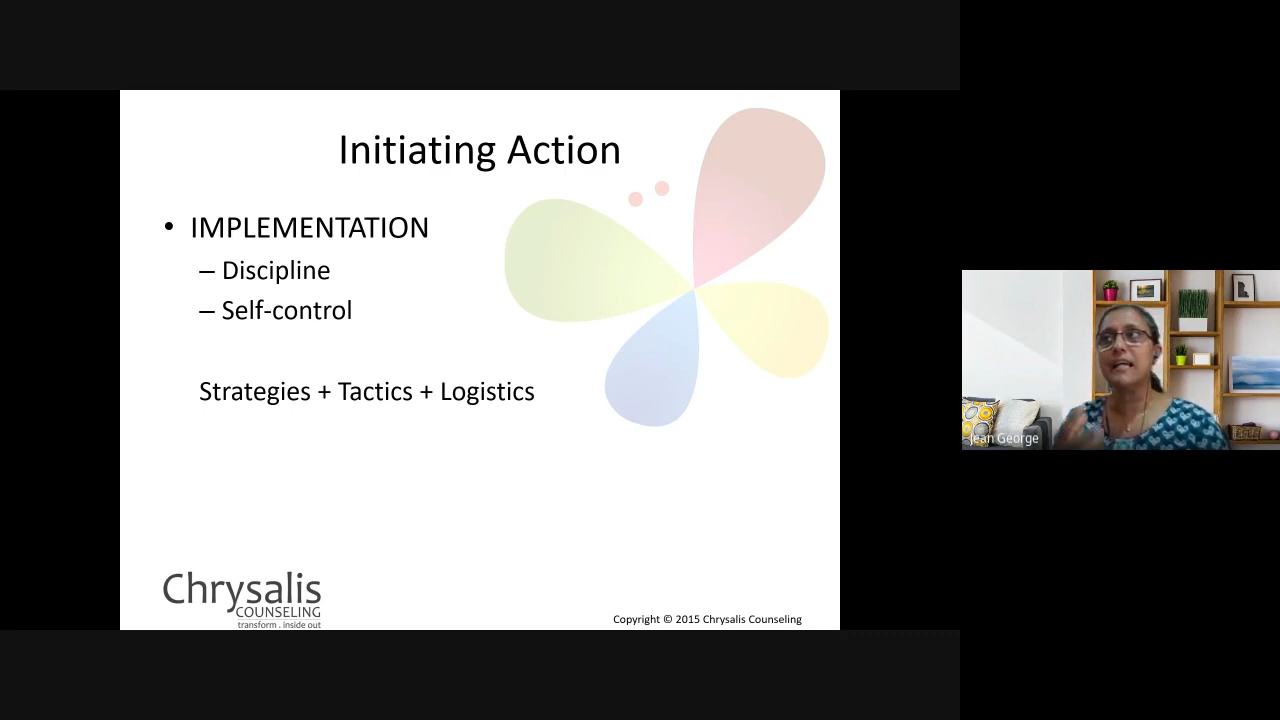 Initiating Action
• IMPLEMENTATION
– Discipline
– Self-control
Strategies + Tactics + Logistics
Chrysalis
COUNSELING
transform . inside out
Copyright © 2015 Chrysalis Counseling
Jean George